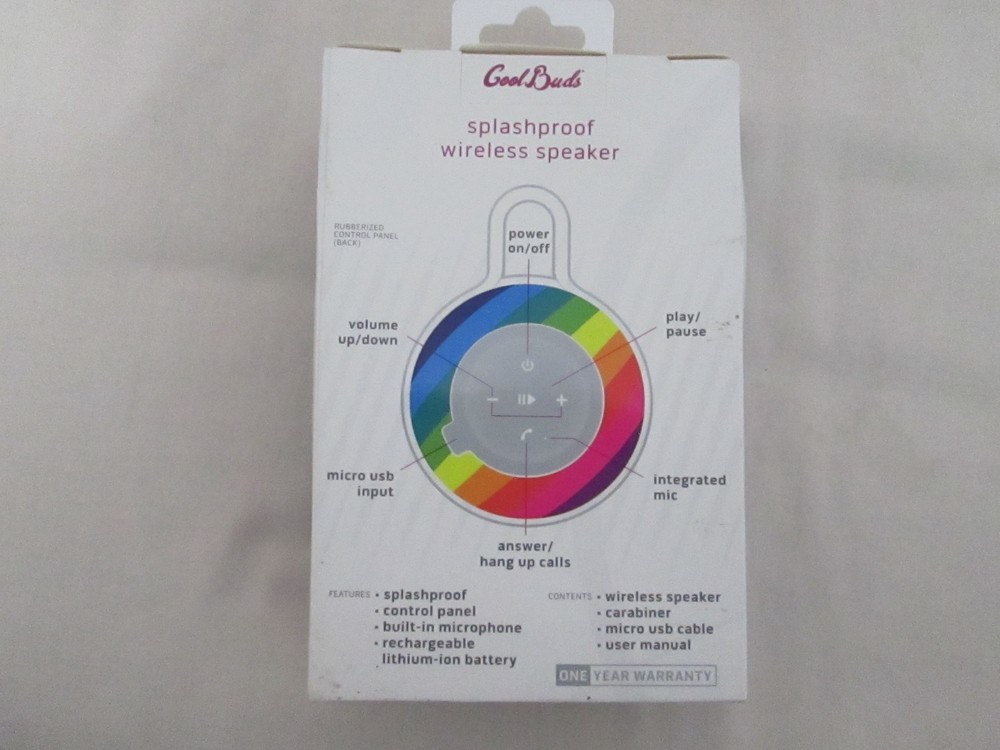 Cool Buds
splashproof
wireless speaker
RUBBERIZED
CONTROL PANEL
(BACK)
power
on/off
volume
up/down
play/
pause
micro usb
input
integrated
mic
answer/
hang up calls
FEATURES • splashproof
• control panel
• built-in microphone
• rechargeable
lithium-ion battery
CONTENTS • wireless speaker
• carabiner
• micro usb cable
• user manual
ONE YEAR WARRANTY